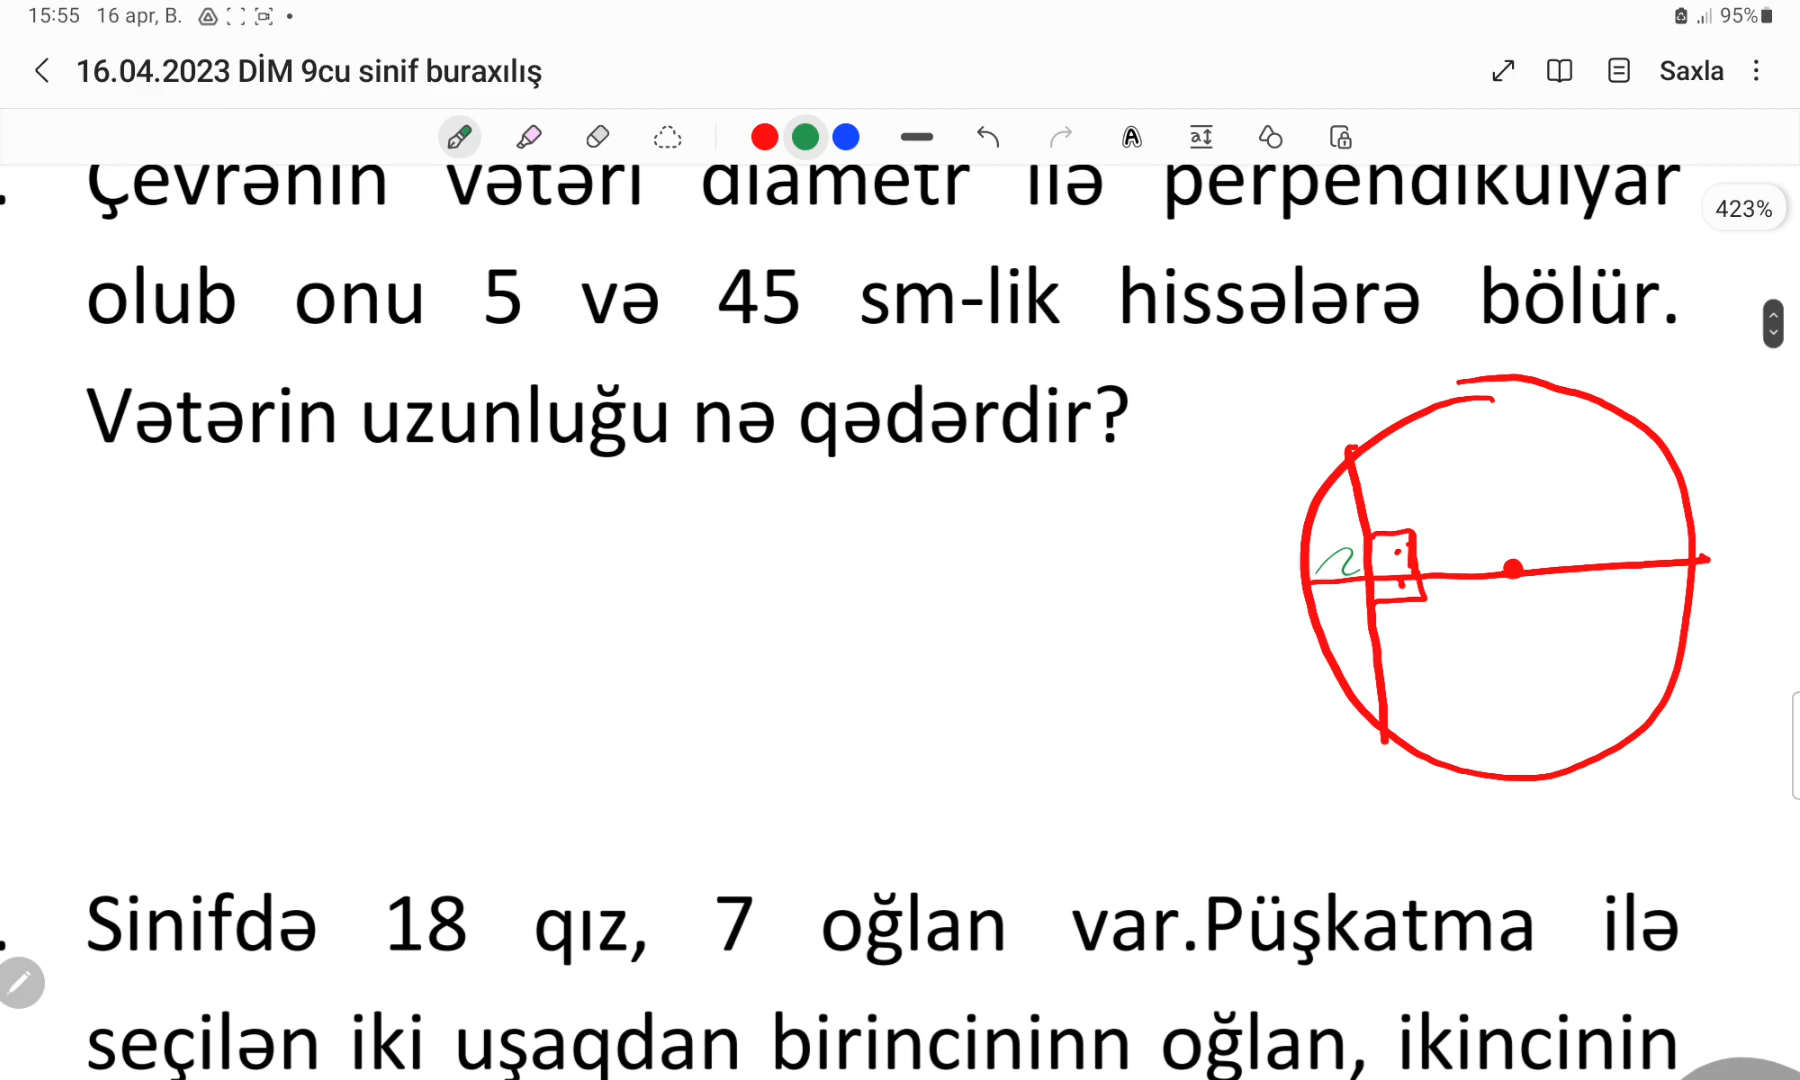 15:55 16 apr, B. 95%
16.04.2023 DİM 9cu sinif buraxılış Saxla
. Çevrənin vətəri diametr ilə perpendikulyar
423%
olub onu 5 və 45 sm-lik hissələrə bölür.
Vətərin uzunluğu nə qədərdir?
. Sinifdə 18 qız, 7 oğlan var.Püşkatma ilə
seçilən iki uşaqdan birincininn oğlan, ikincinin